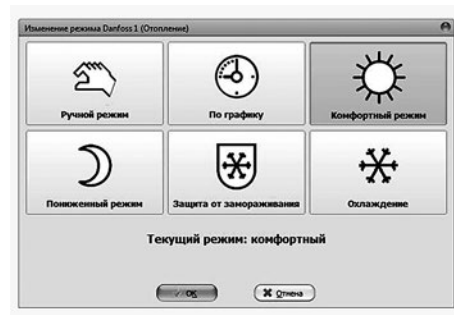 Изменение режима Danfoss 1 (Отопление)
Ручной режим
По графику
Комфортный режим
Пониженный режим
Защита от замораживания
Охлаждение
Текущий режим: комфортный
ОК
Отмена